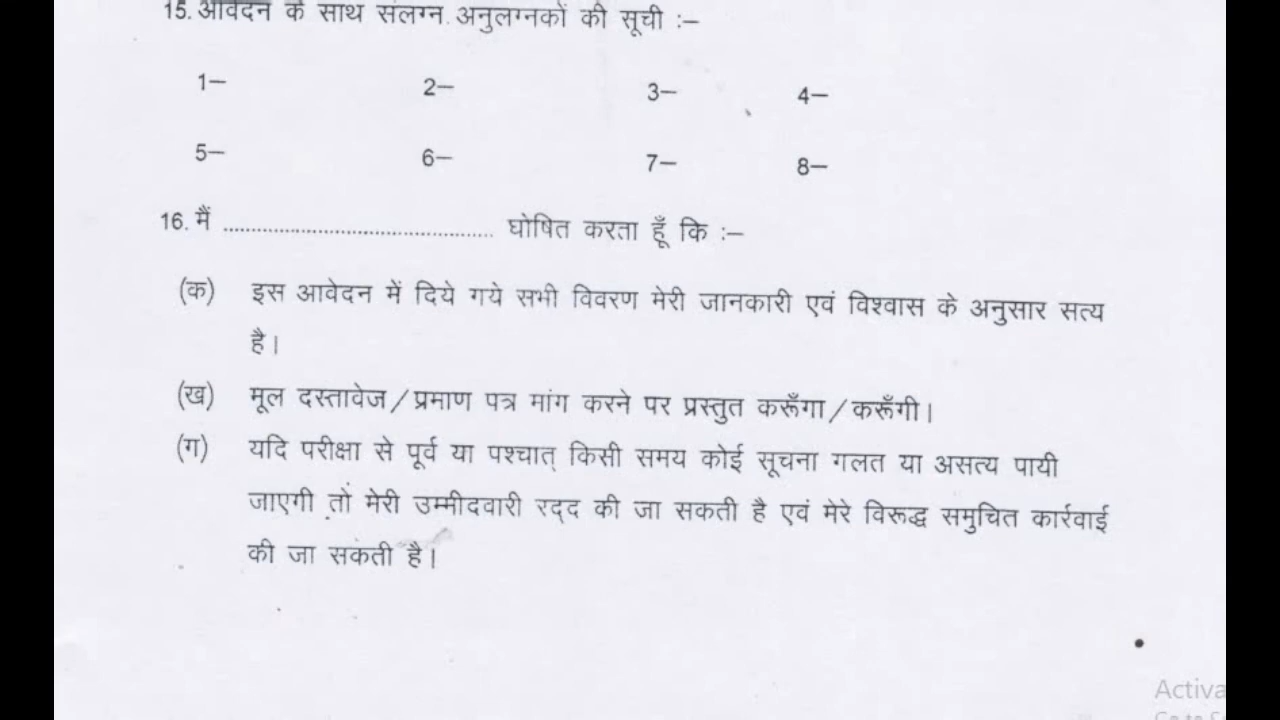 15. आवेदन के साथ संलग्न अनुलग्नकों की सूची :–
1– 2– 3– 4–
5– 6– 7– 8–
16. मैं ............................................. घोषित करता हूँ कि :–
(क) इस आवेदन में दिये गये सभी विवरण मेरी जानकारी एवं विश्वास के अनुसार सत्य
है।
(ख) मूल दस्तावेज/प्रमाण पत्र मांग करने पर प्रस्तुत करूँगा/करूँगी।
(ग) यदि परीक्षा से पूर्व या पश्चात् किसी समय कोई सूचना गलत या असत्य पायी
जाएगी तो मेरी उम्मीदवारी रद्द की जा सकती है एवं मेरे विरूद्ध समुचित कार्रवाई
की जा सकती है।